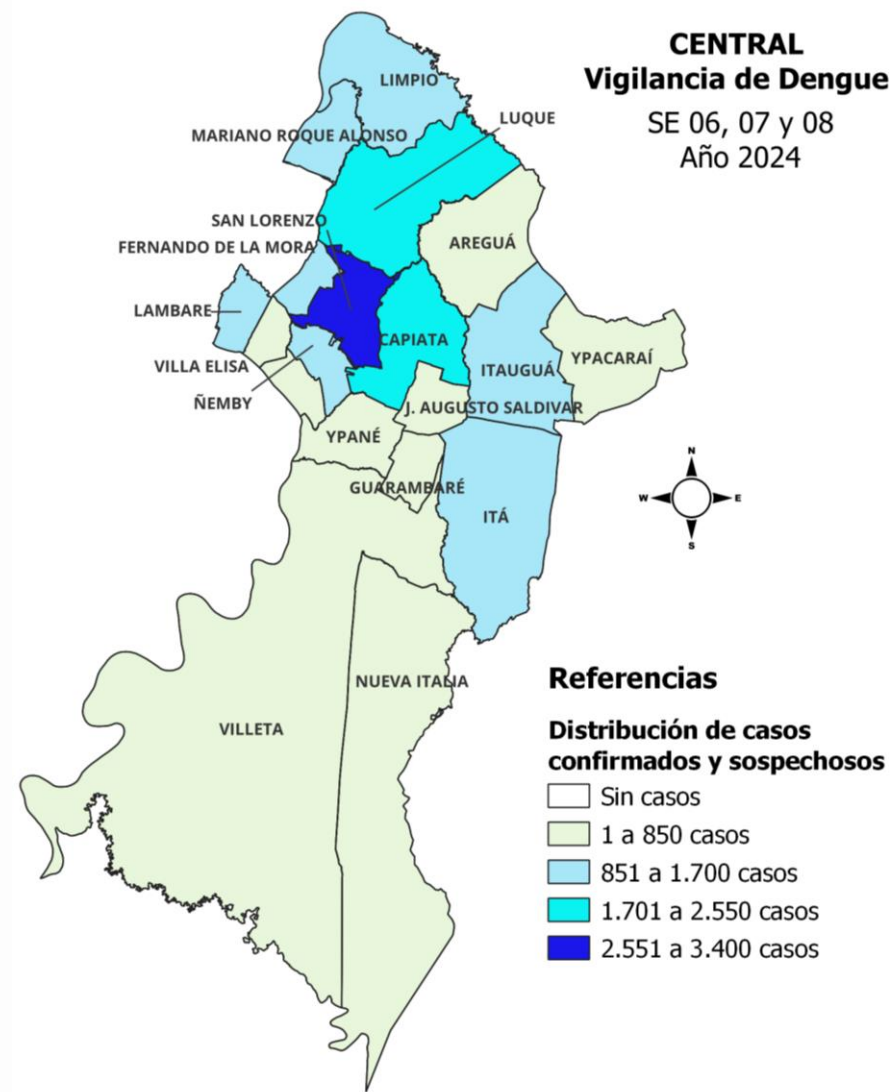 CENTRAL
Vigilancia de Dengue
SE 06, 07 y 08
Año 2024
LIMPIO
LUQUE
MARIANO ROQUE ALONSO
SAN LORENZO
FERNANDO DE LA MORA
AREGUÁ
LAMBARE
CAPIATA
VILLA ELISA
ITAUGUÁ
YPACARAÍ
ÑEMBY
J. AUGUSTO SALDIVAR
YPANÉ
GUARAMBARÉ
ITÁ
N
W
E
S
NUEVA ITALIA
VILLETA
Referencias
Distribución de casos
confirmados y sospechosos
Sin casos
1 a 850 casos
851 a 1.700 casos
1.701 a 2.550 casos
2.551 a 3.400 casos